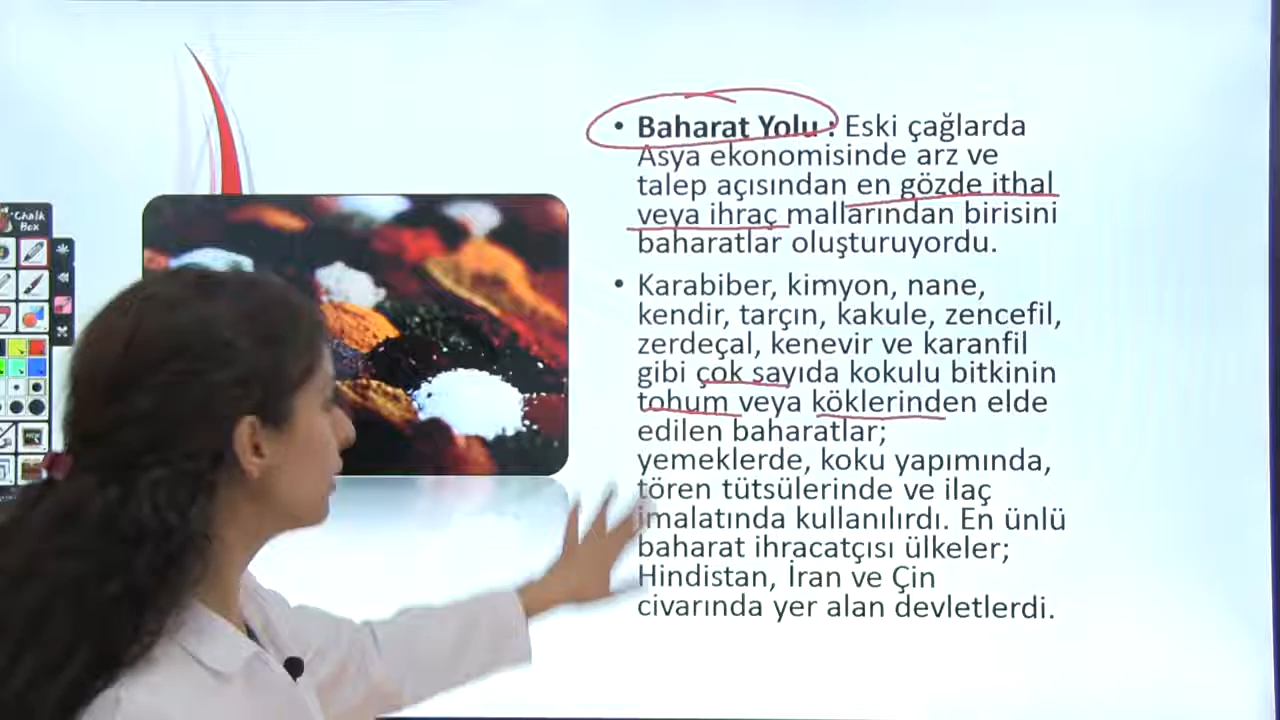 Chalk
Box
• Baharat Yolu : Eski çağlarda
Asya ekonomisinde arz ve
talep açısından en gözde ithal
veya ihraç mallarından birisini
baharatlar oluşturuyordu.
• Karabiber, kimyon, nane,
kendir, tarçın, kakule, zencefil,
zerdeçal, kenevir ve karanfil
gibi çok sayıda kokulu bitkinin
tohum veya köklerinden elde
edilen baharatlar;
yemeklerde, koku yapımında,
tören tütsülerinde ve ilaç
imalatında kullanılırdı. En ünlü
baharat ihracatçısı ülkeler;
Hindistan, İran ve Çin
civarında yer alan devletlerdi.